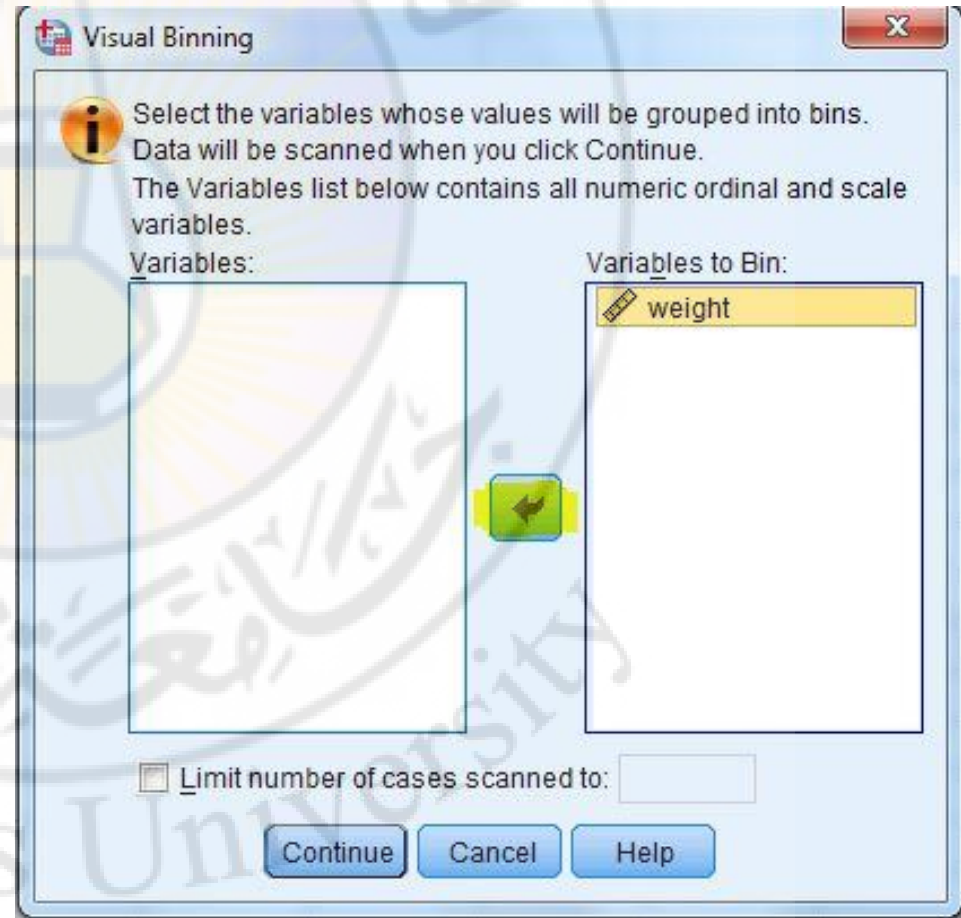 Visual Binning
Select the variables whose values will be grouped into bins.
Data will be scanned when you click Continue.
The Variables list below contains all numeric ordinal and scale
variables.
Variables:
Variables to Bin:
weight
Limit number of cases scanned to:
Continue
Cancel
Help
University